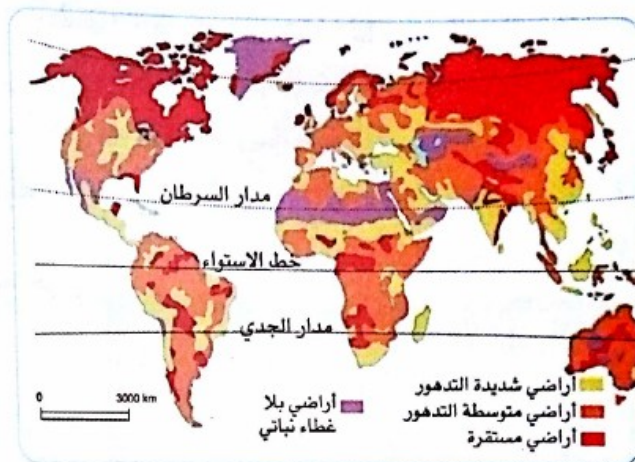 مدار السرطان
خط الاستواء
مدار الجدي
أراضي شديدة التدهور
أراضي متوسطة التدهور
أراضي مستقرة
أراضي بلا
غطاء نباتي
0 3000 km